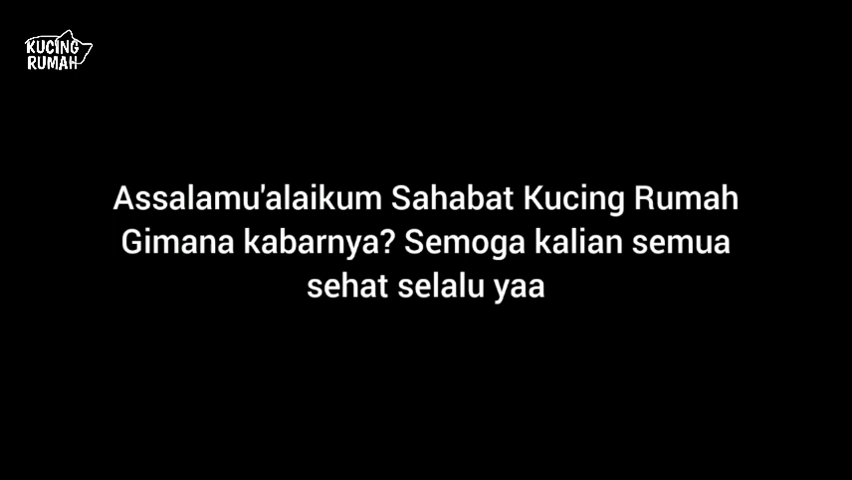 KUCING
RUMAH
Assalamu'alaikum Sahabat Kucing Rumah
Gimana kabarnya? Semoga kalian semua
sehat selalu yaa